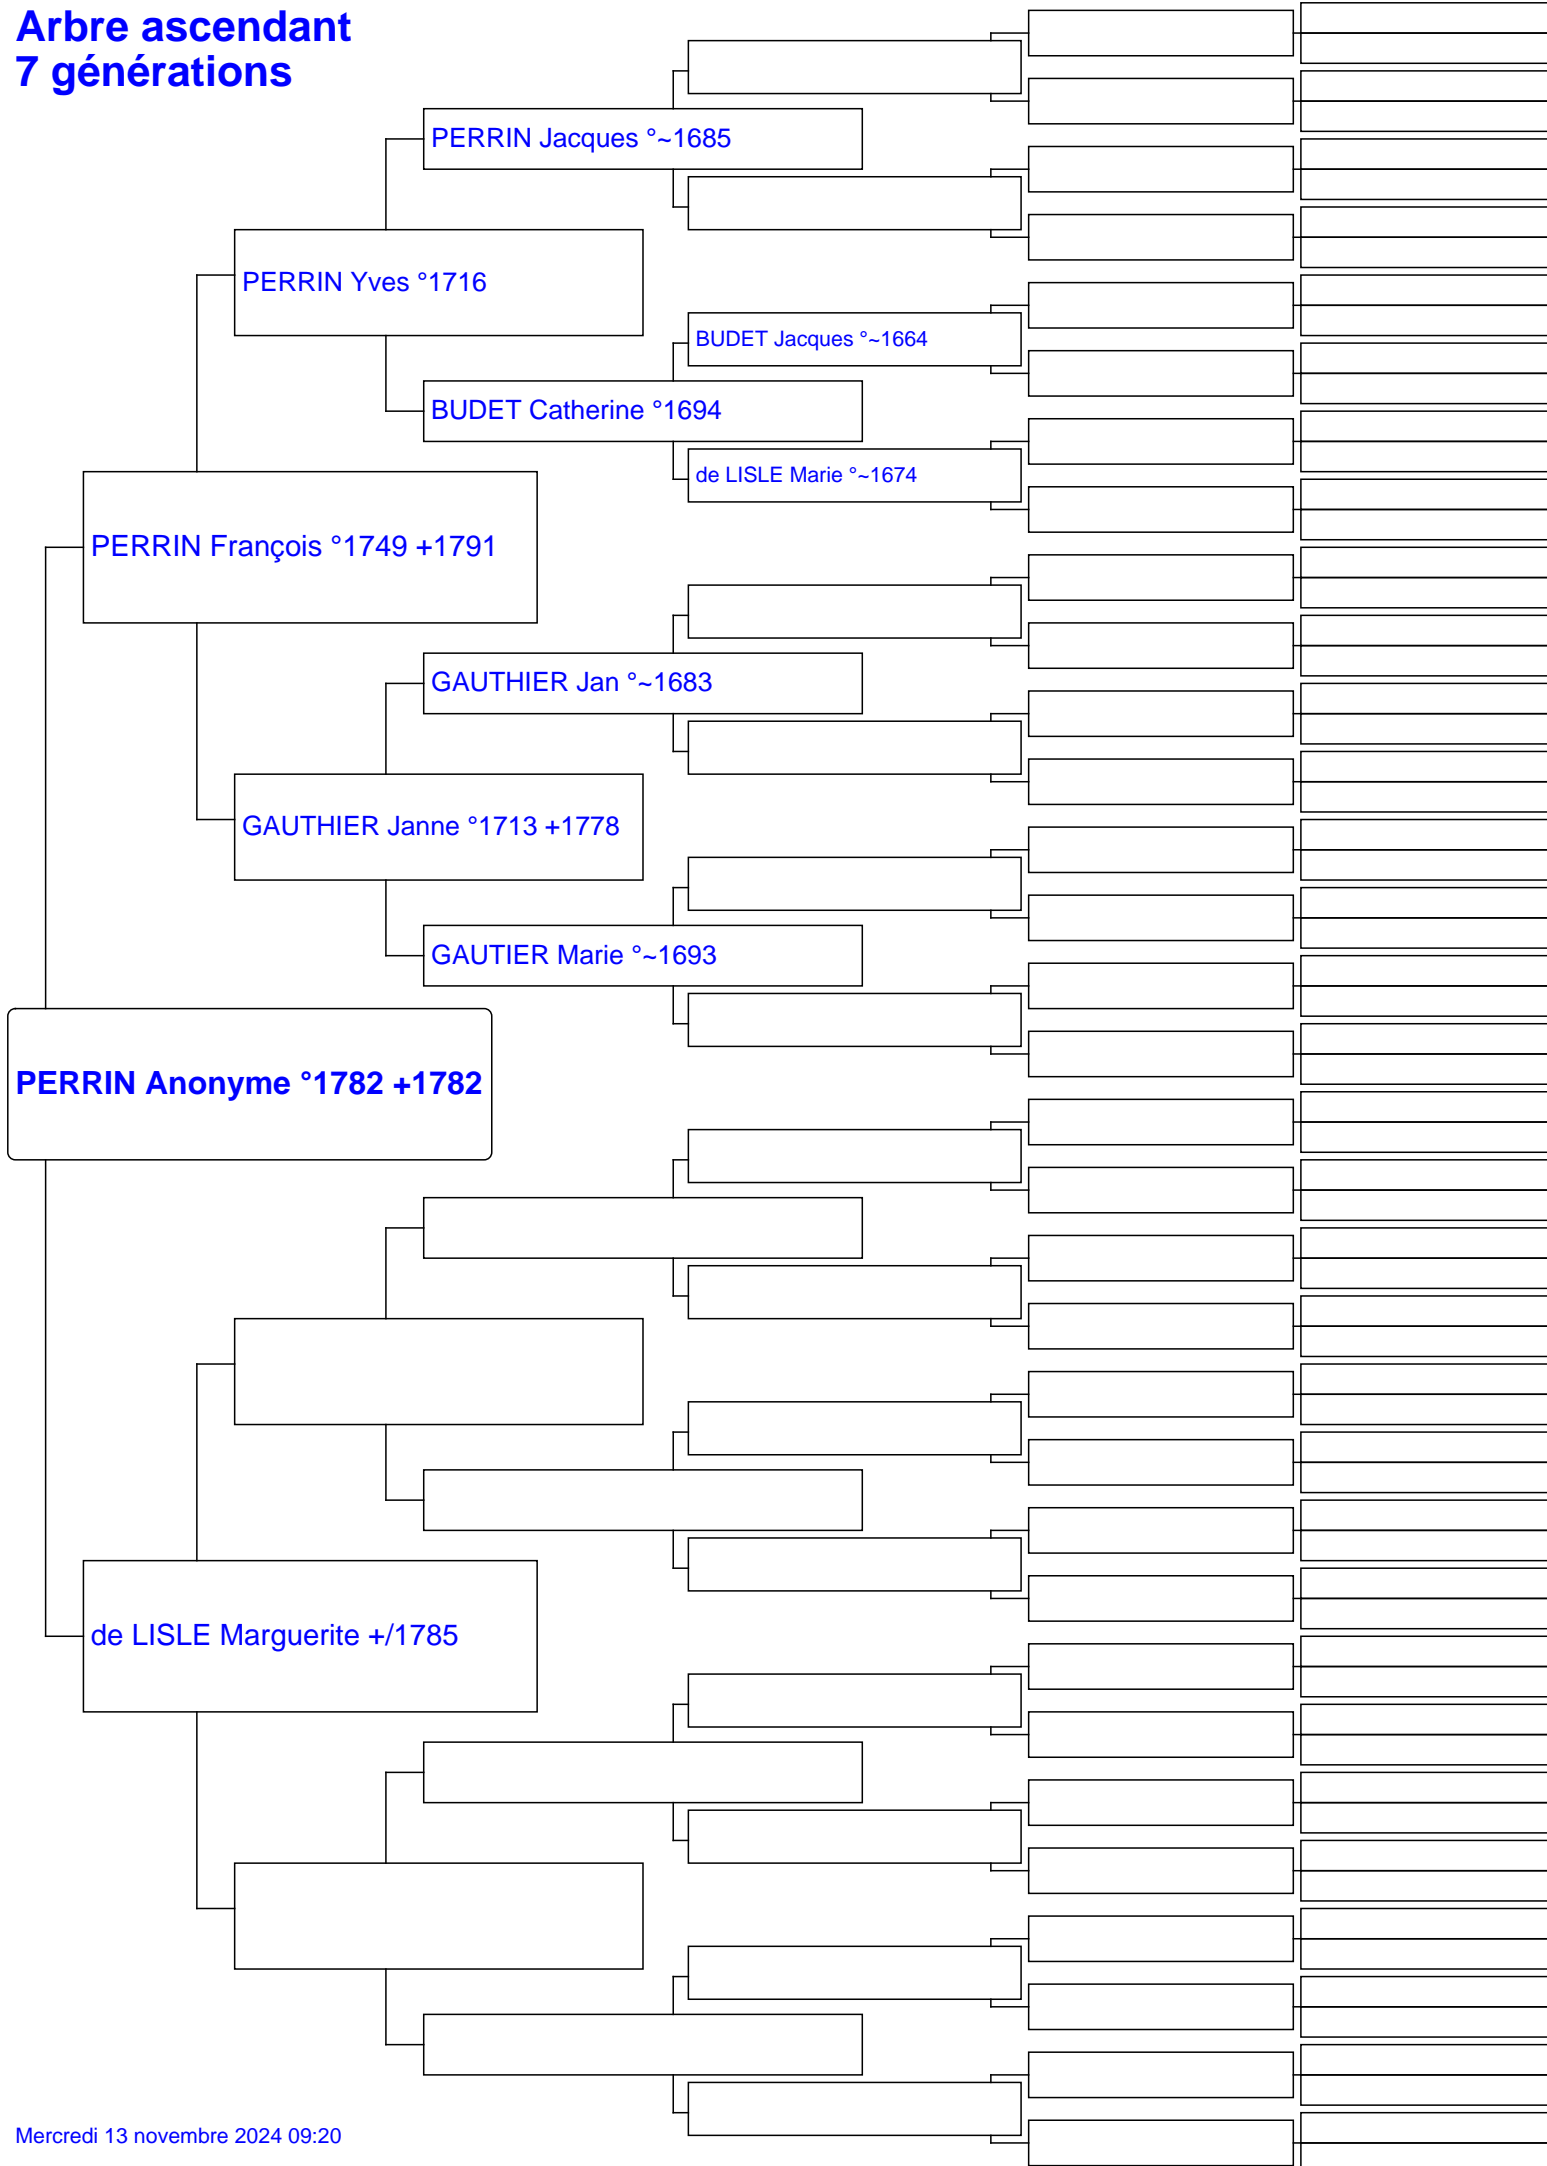 Arbre ascendant
7 générations
PERRIN Jacques °~1685
PERRIN Yves °1716
BUDET Jacques °~1664
BUDET Catherine °1694
de LISLE Marie °~1674
PERRIN François °1749 +1791
GAUTHIER Jan °~1683
GAUTHIER Janne °1713 +1778
GAUTIER Marie °~1693
PERRIN Anonyme °1782 +1782
de LISLE Marguerite +/1785
Mercredi 13 novembre 2024 09:20